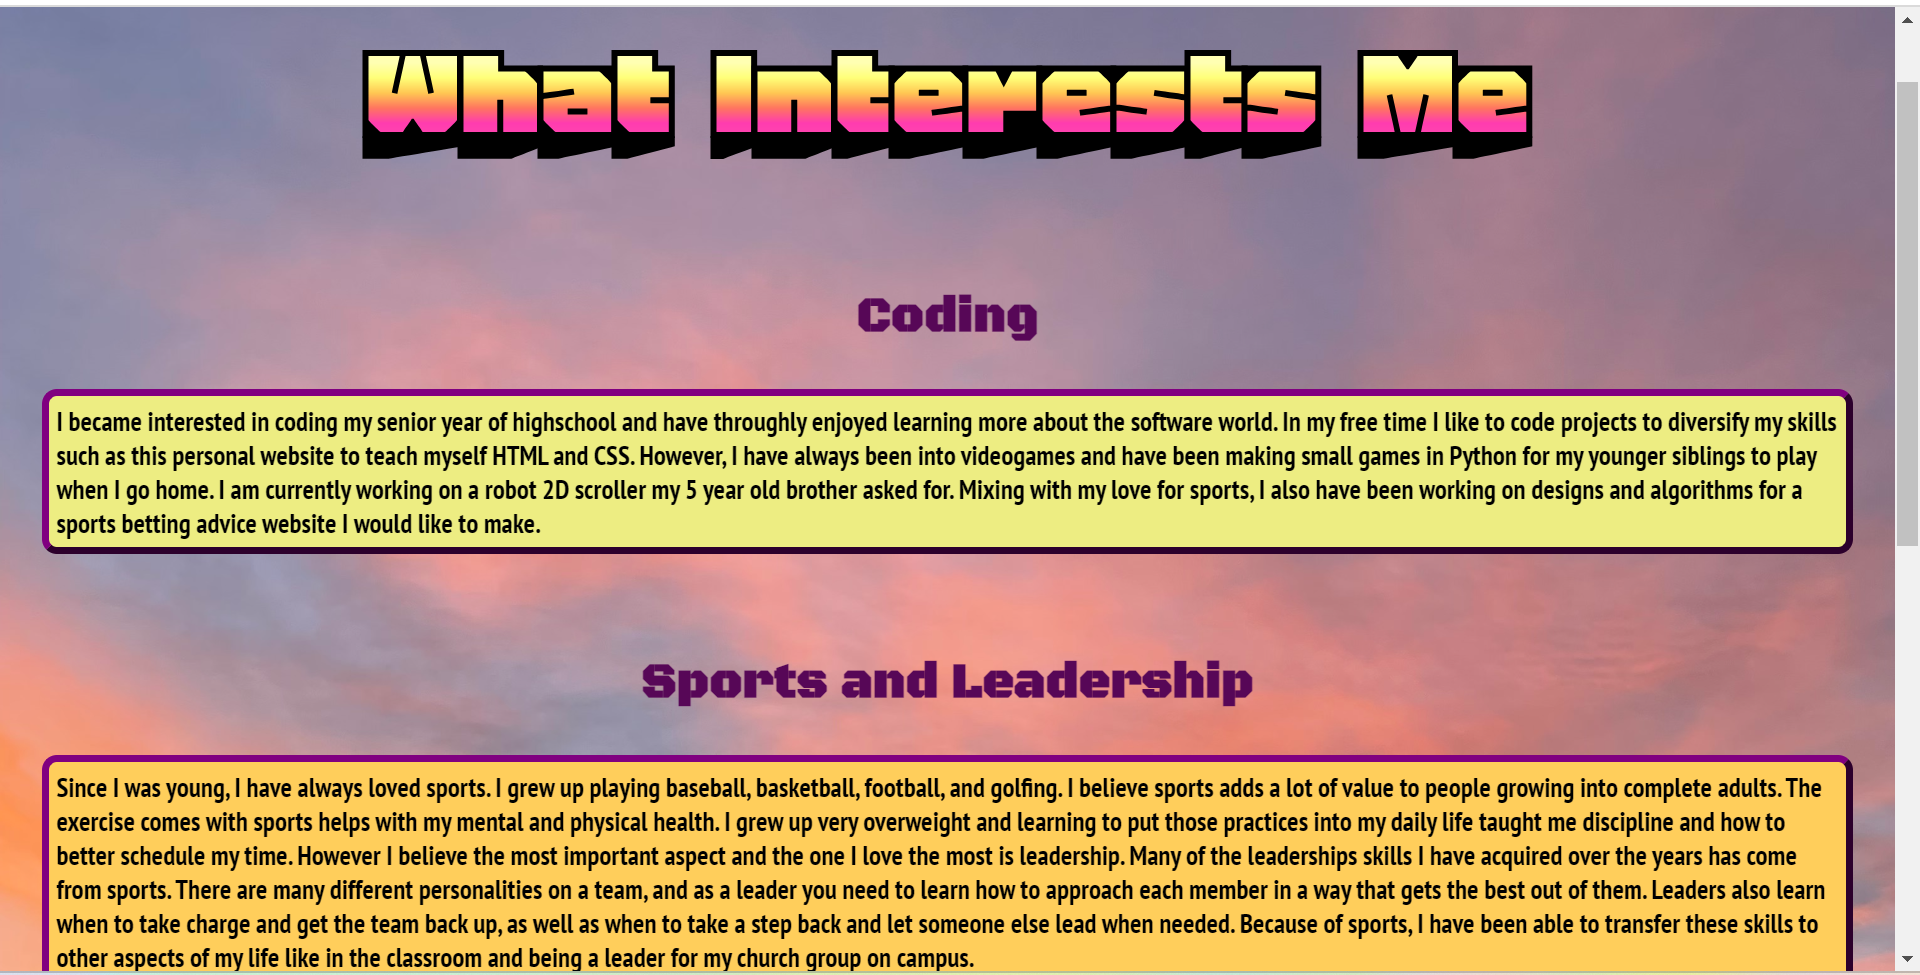 What Interests Me
Coding
I became interested in coding my senior year of highschool and have throughly enjoyed learning more about the software world. In my free time I like to code projects to diversify my skills
such as this personal website to teach myself HTML and CSS. However, I have always been into videogames and have been making small games in Python for my younger siblings to play
when I go home. I am currently working on a robot 2D scroller my 5 year old brother asked for. Mixing with my love for sports, I also have been working on designs and algorithms for a
sports betting advice website I would like to make.
Sports and Leadership
Since I was young, I have always loved sports. I grew up playing baseball, basketball, football, and golfing. I believe sports adds a lot of value to people growing into complete adults. The
exercise comes with sports helps with my mental and physical health. I grew up very overweight and learning to put those practices into my daily life taught me discipline and how to
better schedule my time. However I believe the most important aspect and the one I love the most is leadership. Many of the leaderships skills I have acquired over the years has come
from sports. There are many different personalities on a team, and as a leader you need to learn how to approach each member in a way that gets the best out of them. Leaders also learn
when to take charge and get the team back up, as well as when to take a step back and let someone else lead when needed. Because of sports, I have been able to transfer these skills to
other aspects of my life like in the classroom and being a leader for my church group on campus.